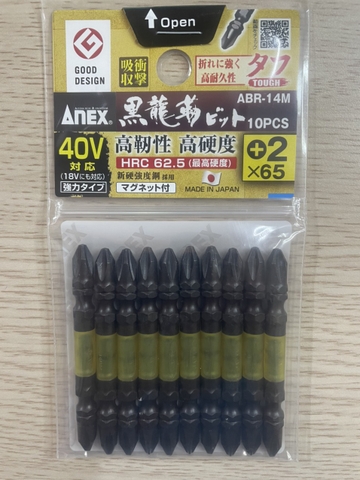 Open
GOOD DESIGN
衝撃吸収
折れに強く
高耐久性
タフ
TOUGH
ABR-14M
ANEX
黒龍靭ビット
10PCS
40V
対応
(18Vにも対応)
強力タイプ
高靭性 高硬度
HRC 62.5(最高硬度)
新硬強度鋼 採用
マグネット付
MADE IN JAPAN
+2
×65